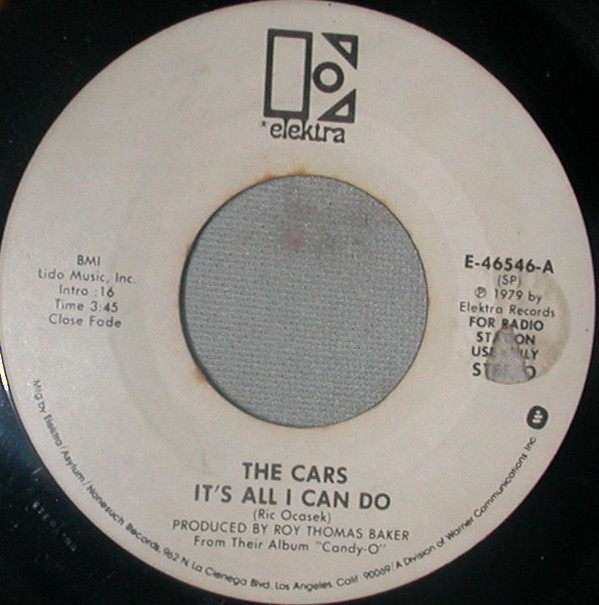 *elektra
BMI
Lido Music, Inc.
Intro :16
Time 3:45
Close Fade
E-46546-A
(SP)
℗ 1979 by
Elektra Records
FOR RADIO
STATION
USE ONLY
STEREO
THE CARS
IT'S ALL I CAN DO
(Ric Ocasek)
PRODUCED BY ROY THOMAS BAKER
From Their Album "Candy-O"
Mfg by Elektra/Asylum/Nonesuch Records, 962 N. La Cienega Blvd. Los Angeles, Calif. 90069/A Division of Warner Communications Inc.